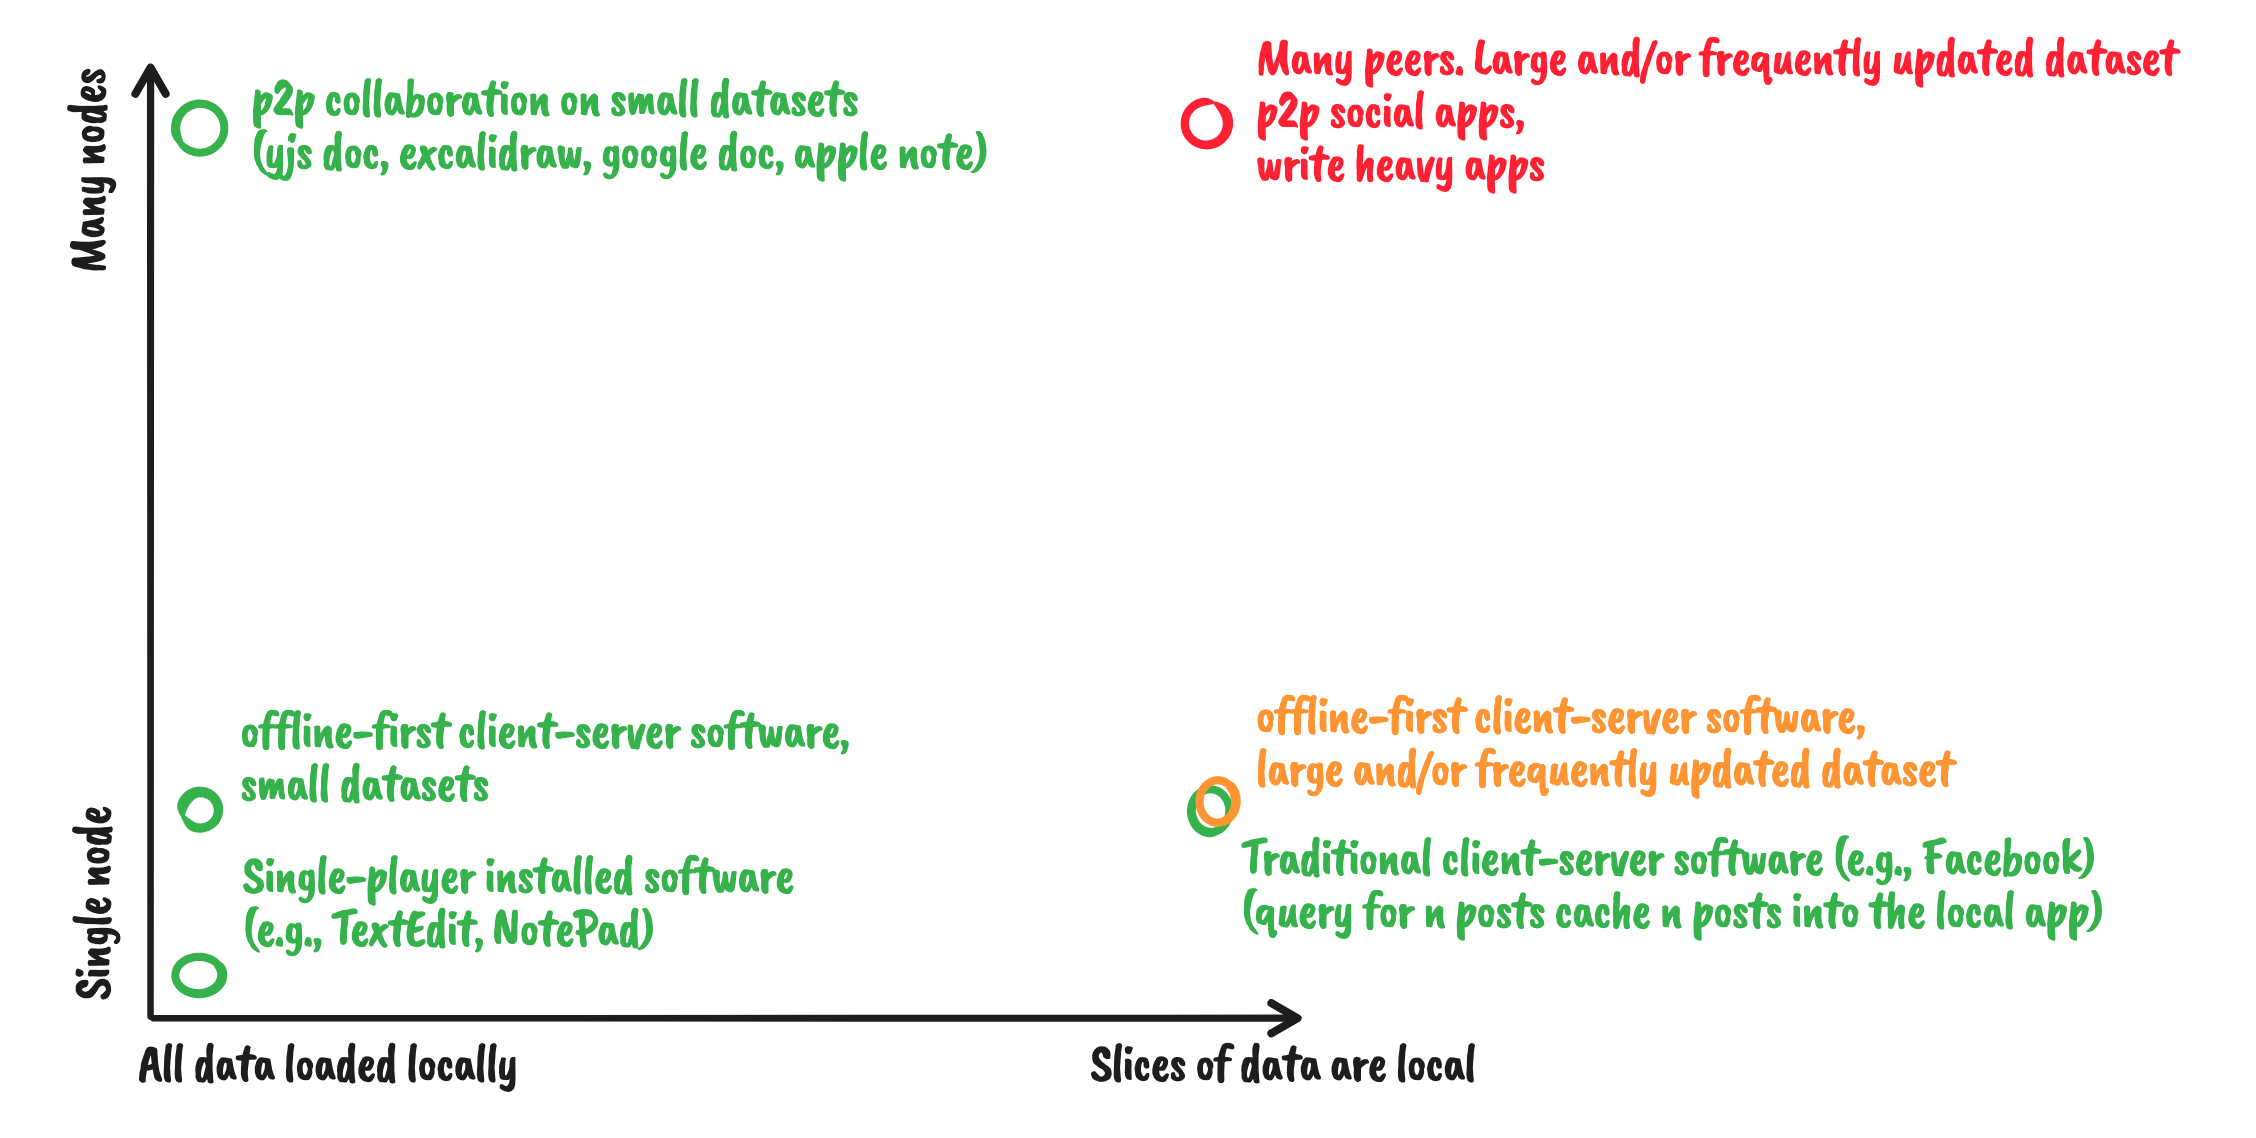 Many nodes
p2p collaboration on small datasets
(yjs doc, excalidraw, google doc, apple note)
Many peers. Large and/or frequently updated dataset
p2p social apps,
write heavy apps
offline-first client-server software,
small datasets
offline-first client-server software,
large and/or frequently updated dataset
Single node
Single-player installed software
(e.g., TextEdit, NotePad)
Traditional client-server software (e.g., Facebook)
(query for n posts cache n posts into the local app)
All data loaded locally
Slices of data are local